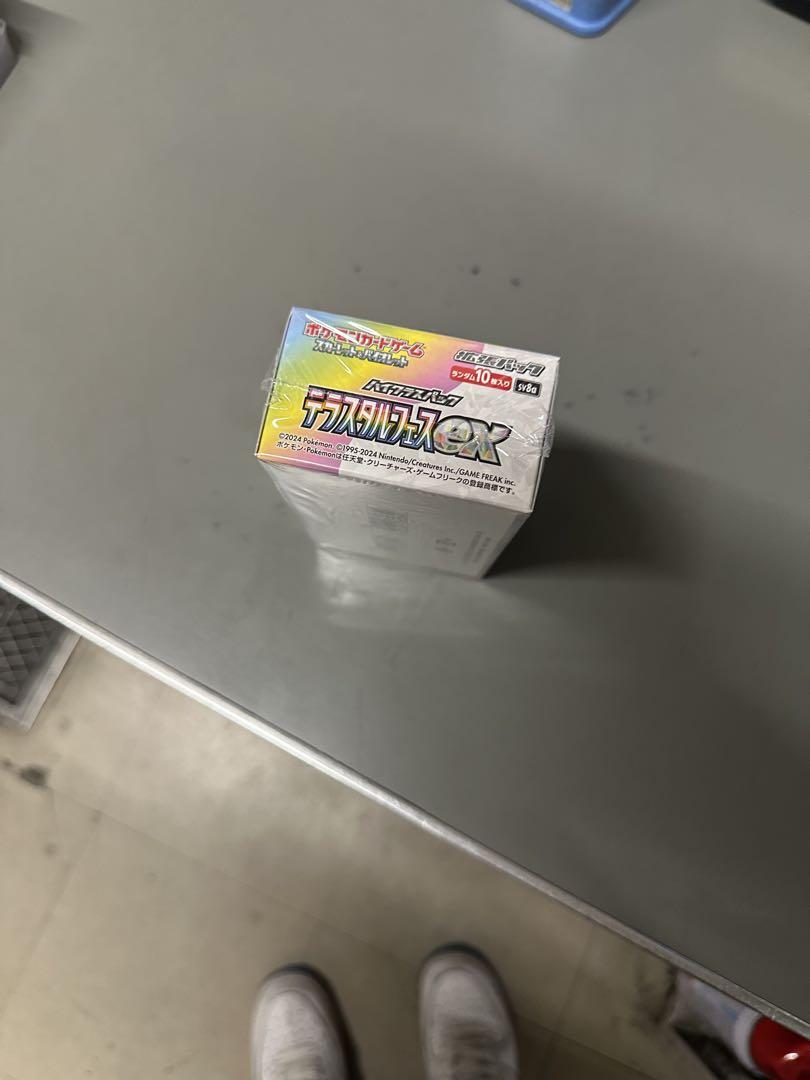 ポケモンカードゲーム
スカーレット&バイオレット
拡張パック
ランダム10枚入り
sv8a
ハイクラスパック
テラスタルフェスex
©2024 Pokémon. ©1995-2024 Nintendo/Creatures Inc./GAME FREAK inc.
ポケモン・Pokémonは任天堂・クリーチャーズ・ゲームフリークの登録商標です。